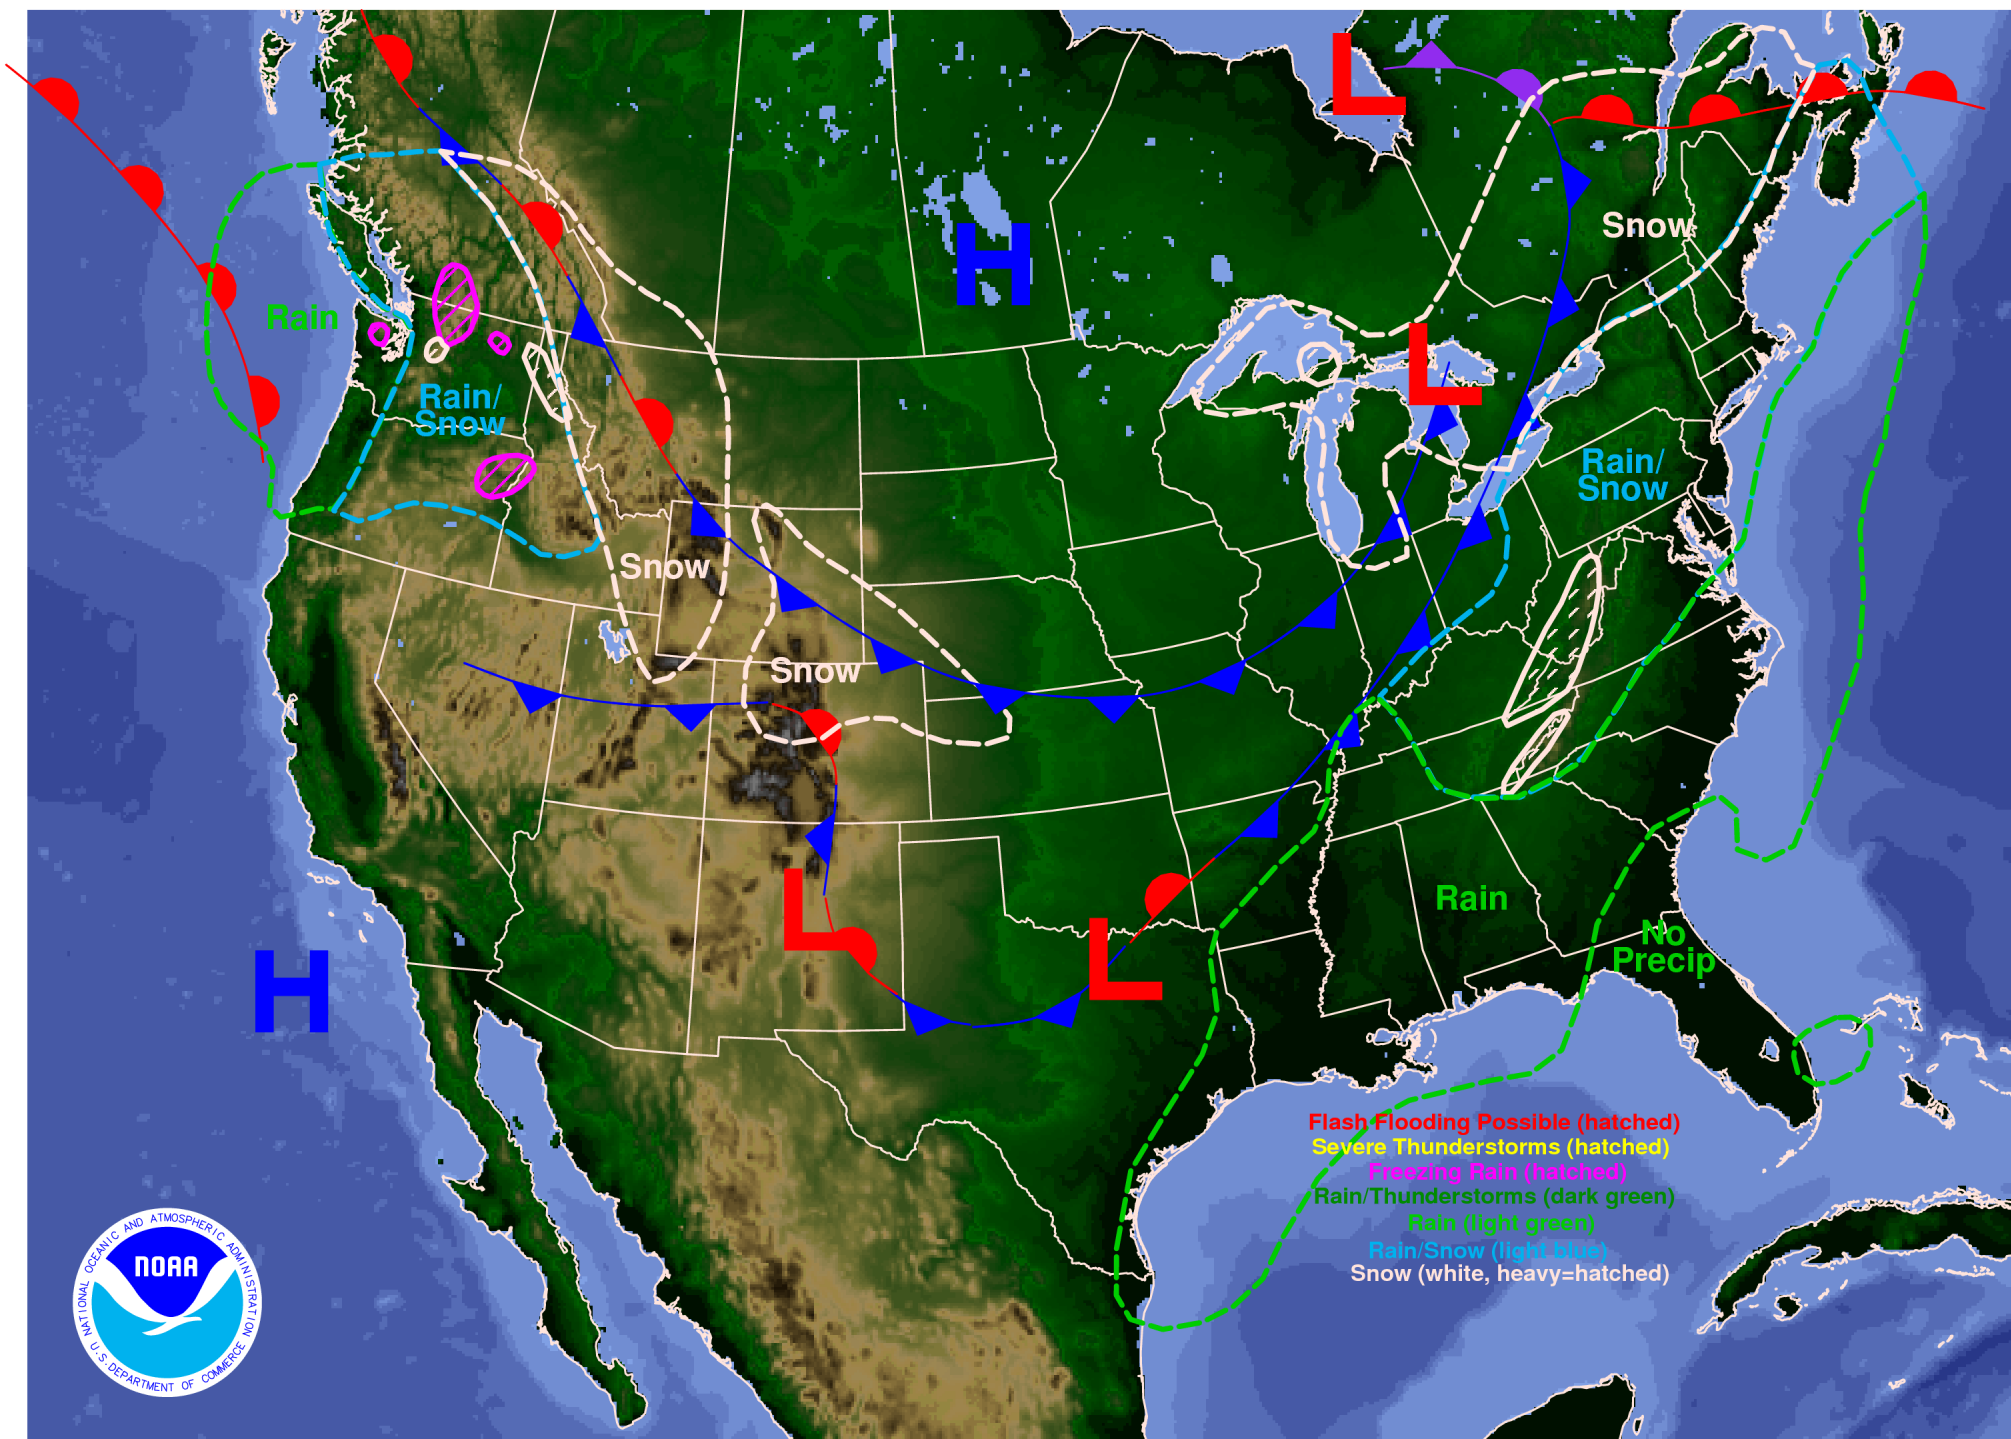 L
Snow
H
Rain
L
Rain/
Snow
Rain/
Snow
Snow
Snow
L
Rain
No
Precip
L
H
Flash Flooding Possible (hatched)
Severe Thunderstorms (hatched)
Freezing Rain (hatched)
Rain/Thunderstorms (dark green)
Rain (light green)
Rain/Snow (light blue)
Snow (white, heavy=hatched)
NATIONAL OCEANIC AND ATMOSPHERIC ADMINISTRATION
NOAA
U.S. DEPARTMENT OF COMMERCE